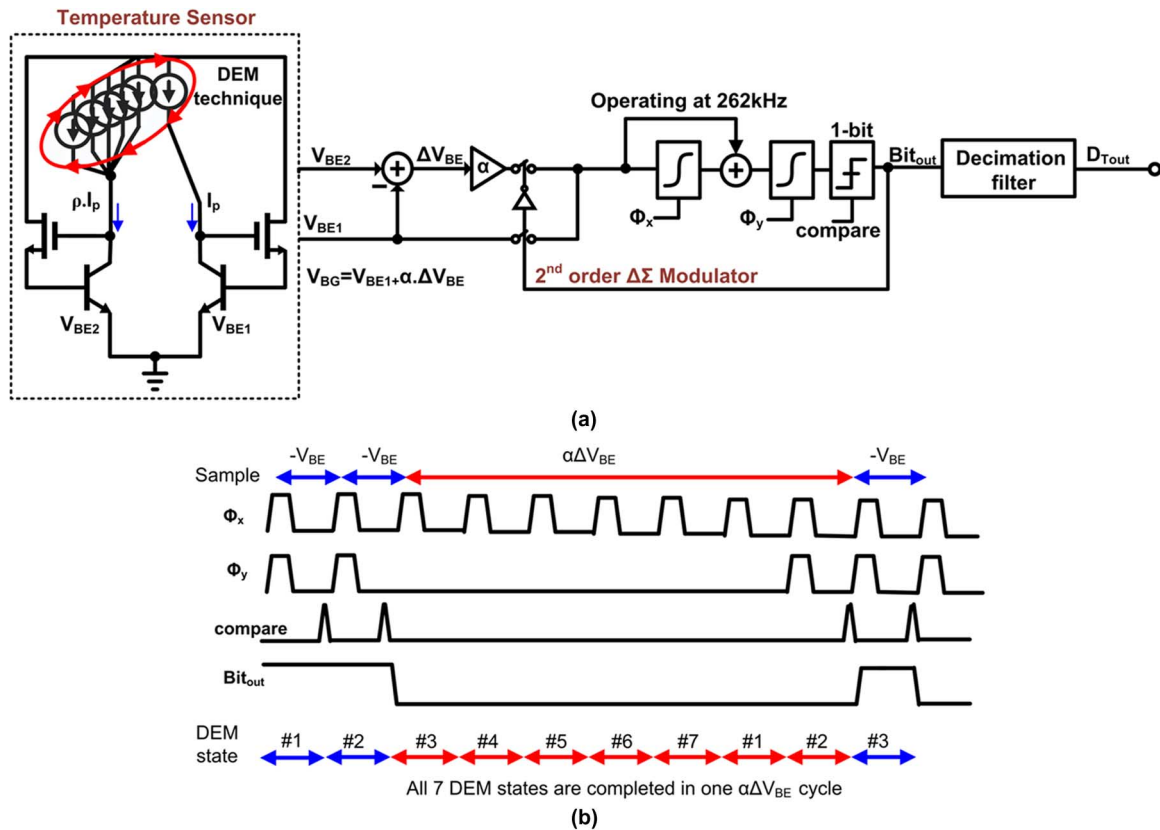 Temperature Sensor
DEM
technique
ρ.Ip
Ip
VBE2
VBE1
VBE2
VBE1
VBG=VBE1+α.ΔVBE
−
+
ΔVBE
α
Operating at 262kHz
Φx
+
Φy
1-bit
compare
Bitout
Decimation
filter
DTout
2nd order ΔΣ Modulator
(a)
Sample
-VBE
-VBE
αΔVBE
-VBE
Φx
Φy
compare
Bitout
DEM
state
#1 #2 #3 #4 #5 #6 #7 #1 #2 #3
All 7 DEM states are completed in one αΔVBE cycle
(b)